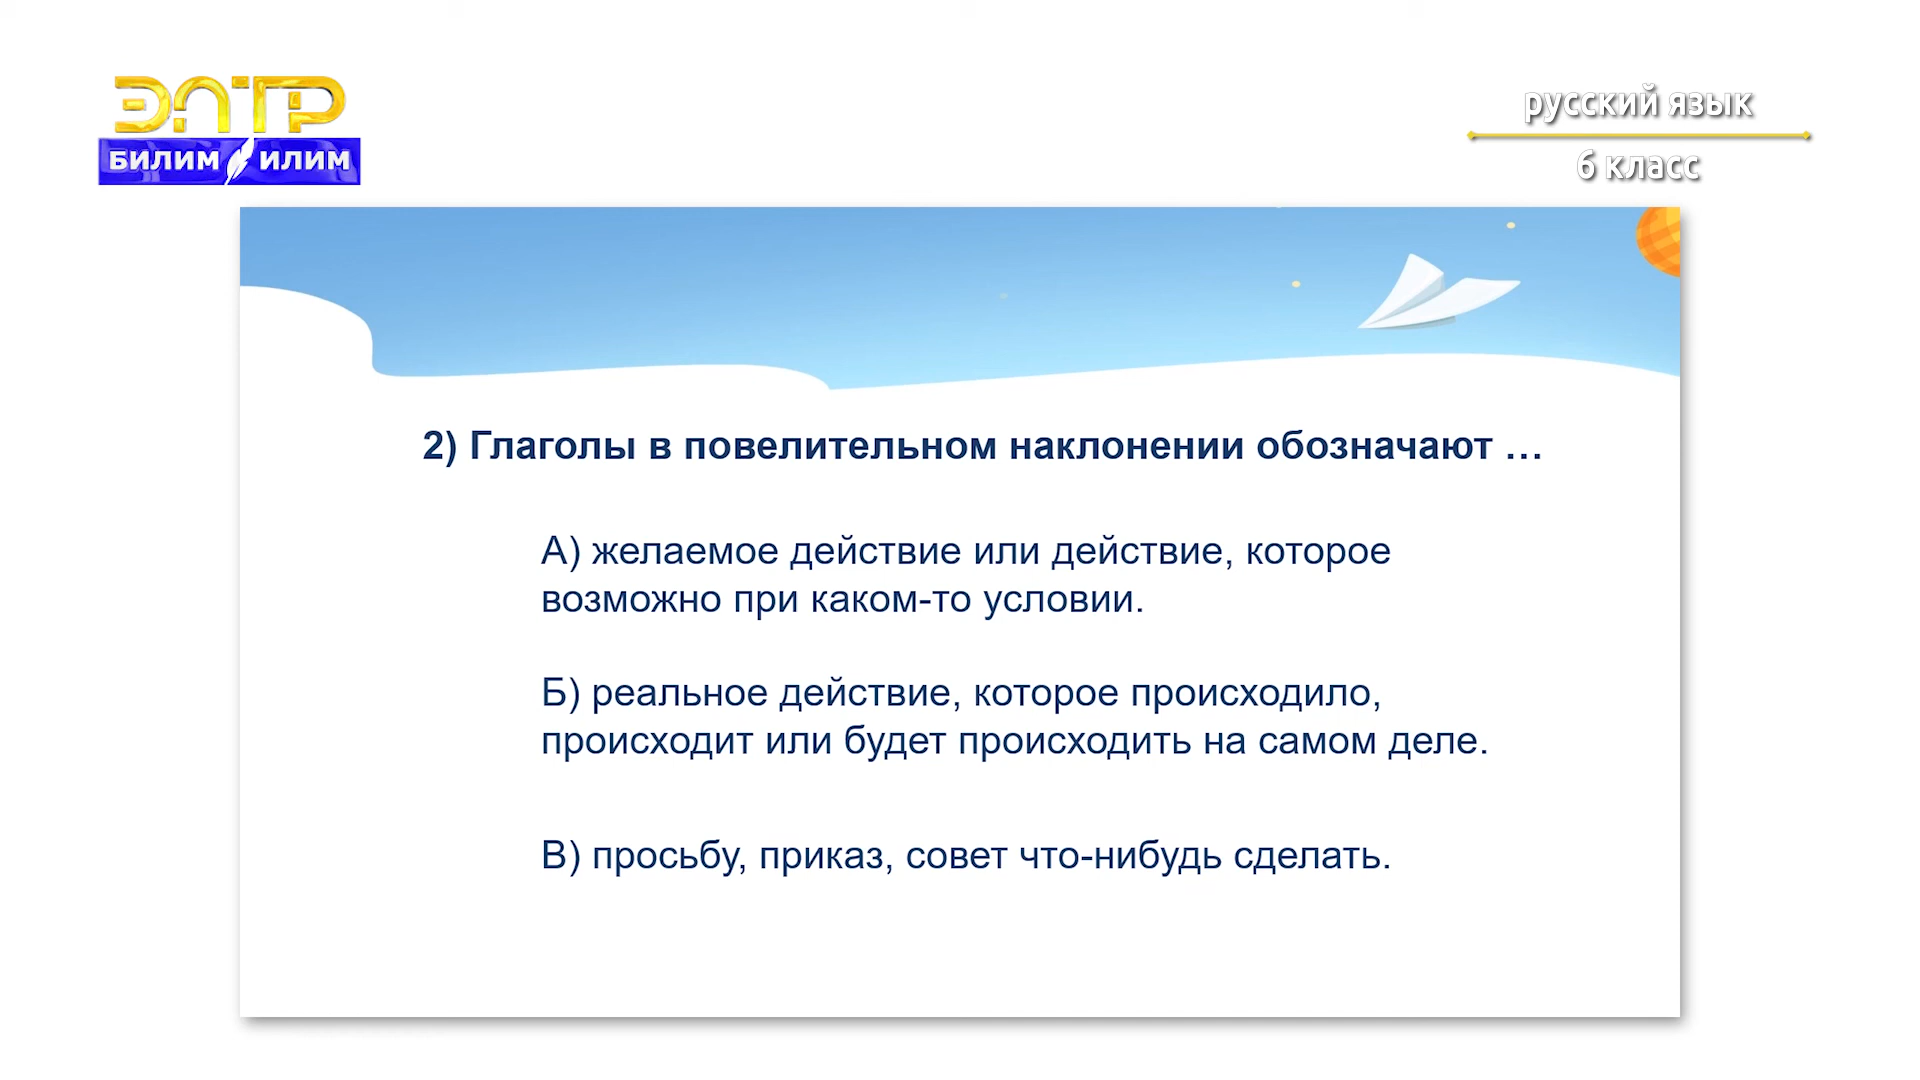 ЭЛТР
БИЛИМ ИЛИМ
русский язык
6 класс
2) Глаголы в повелительном наклонении обозначают …
А) желаемое действие или действие, которое
возможно при каком-то условии.
Б) реальное действие, которое происходило,
происходит или будет происходить на самом деле.
В) просьбу, приказ, совет что-нибудь сделать.